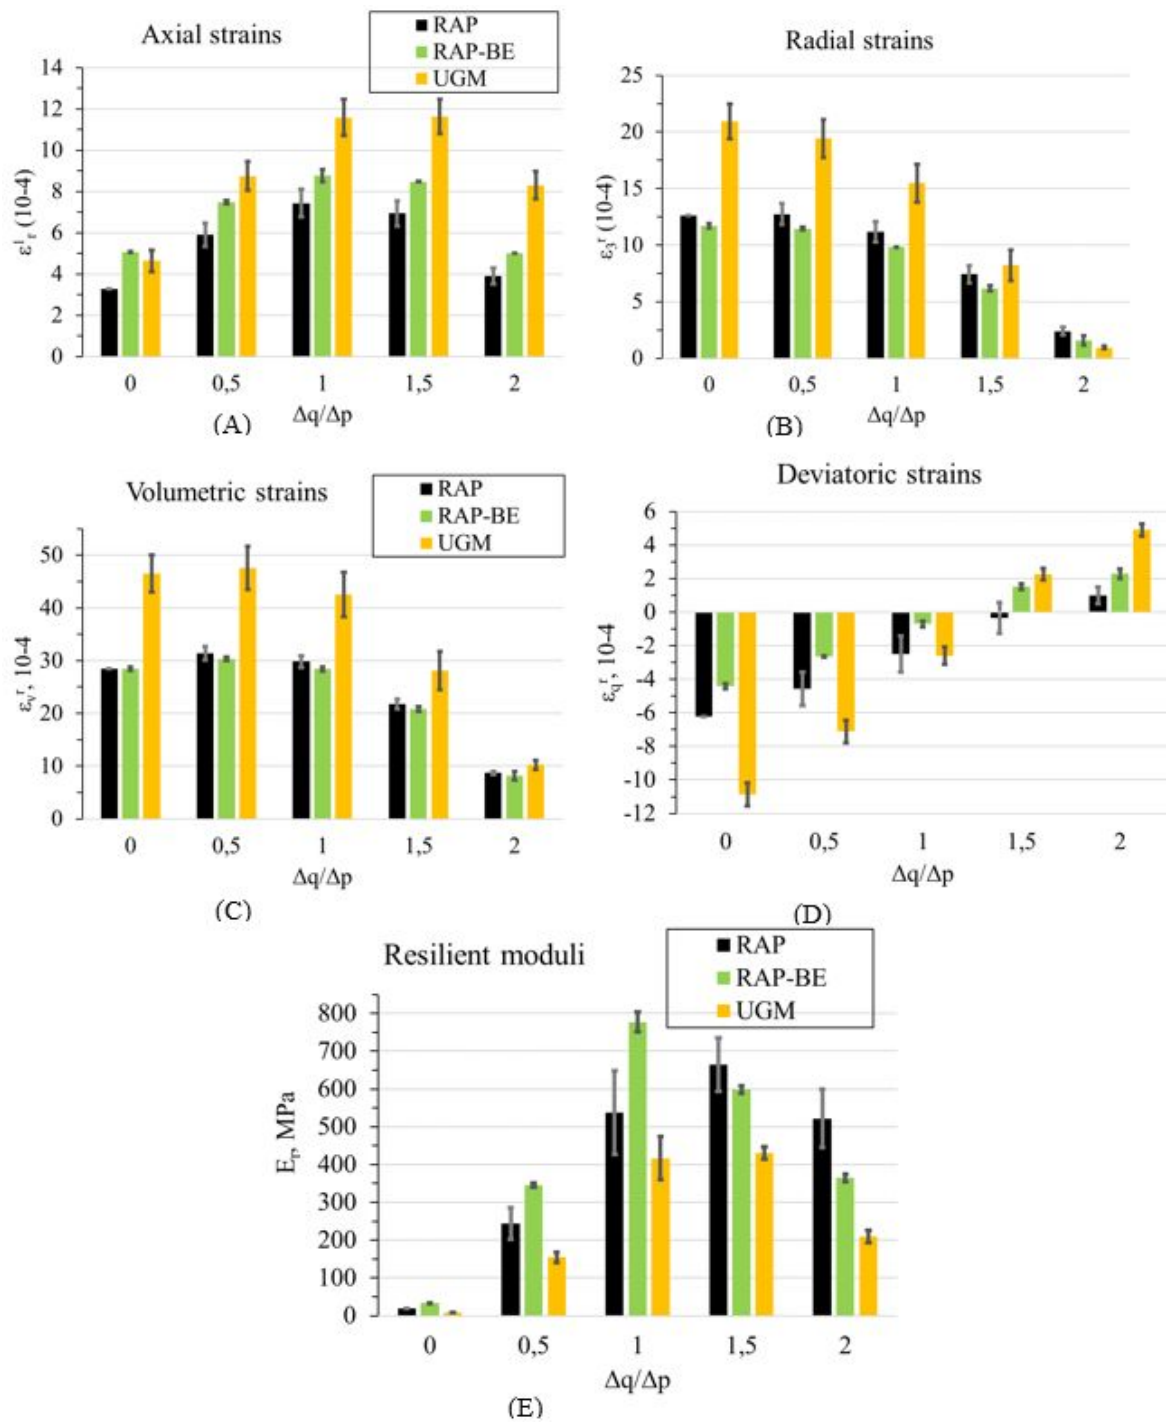 Axial strains
RAP
RAP-BE
UGM
14
12
10
8
6
4
2
0
ε¹ᵣ (10-4)
0 0,5 1 1,5 2
Δq/Δp
(A)
Radial strains
25
20
15
10
5
0
ε₃ʳ (10-4)
0 0,5 1 1,5 2
Δq/Δp
(B)
Volumetric strains
RAP
RAP-BE
UGM
50
40
30
20
10
0
εᵥʳ, 10-4
0 0,5 1 1,5 2
Δq/Δp
(C)
Deviatoric strains
6
4
2
0
-2
-4
-6
-8
-10
-12
ε_qʳ, 10-4
0 0,5 1 1,5 2
Δq/Δp
(D)
Resilient moduli
RAP
RAP-BE
UGM
800
700
600
500
400
300
200
100
0
Eᵣ, MPa
0 0,5 1 1,5 2
Δq/Δp
(E)